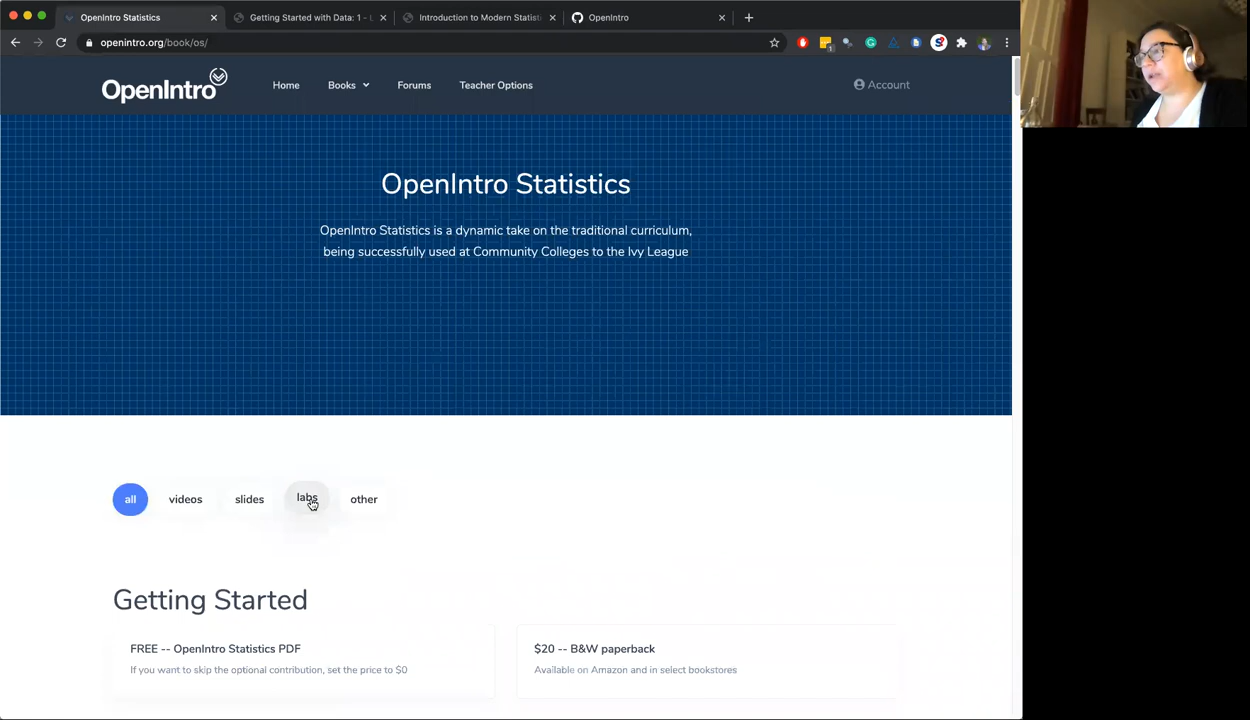 OpenIntro Statistics
Getting Started with Data: 1 -
Introduction to Modern Statist
OpenIntro
openintro.org/book/os/
OpenIntro
Home
Books
Forums
Teacher Options
Account
OpenIntro Statistics
OpenIntro Statistics is a dynamic take on the traditional curriculum,
being successfully used at Community Colleges to the Ivy League
all
videos
slides
labs
other
Getting Started
FREE -- OpenIntro Statistics PDF
If you want to skip the optional contribution, set the price to $0
$20 -- B&W paperback
Available on Amazon and in select bookstores